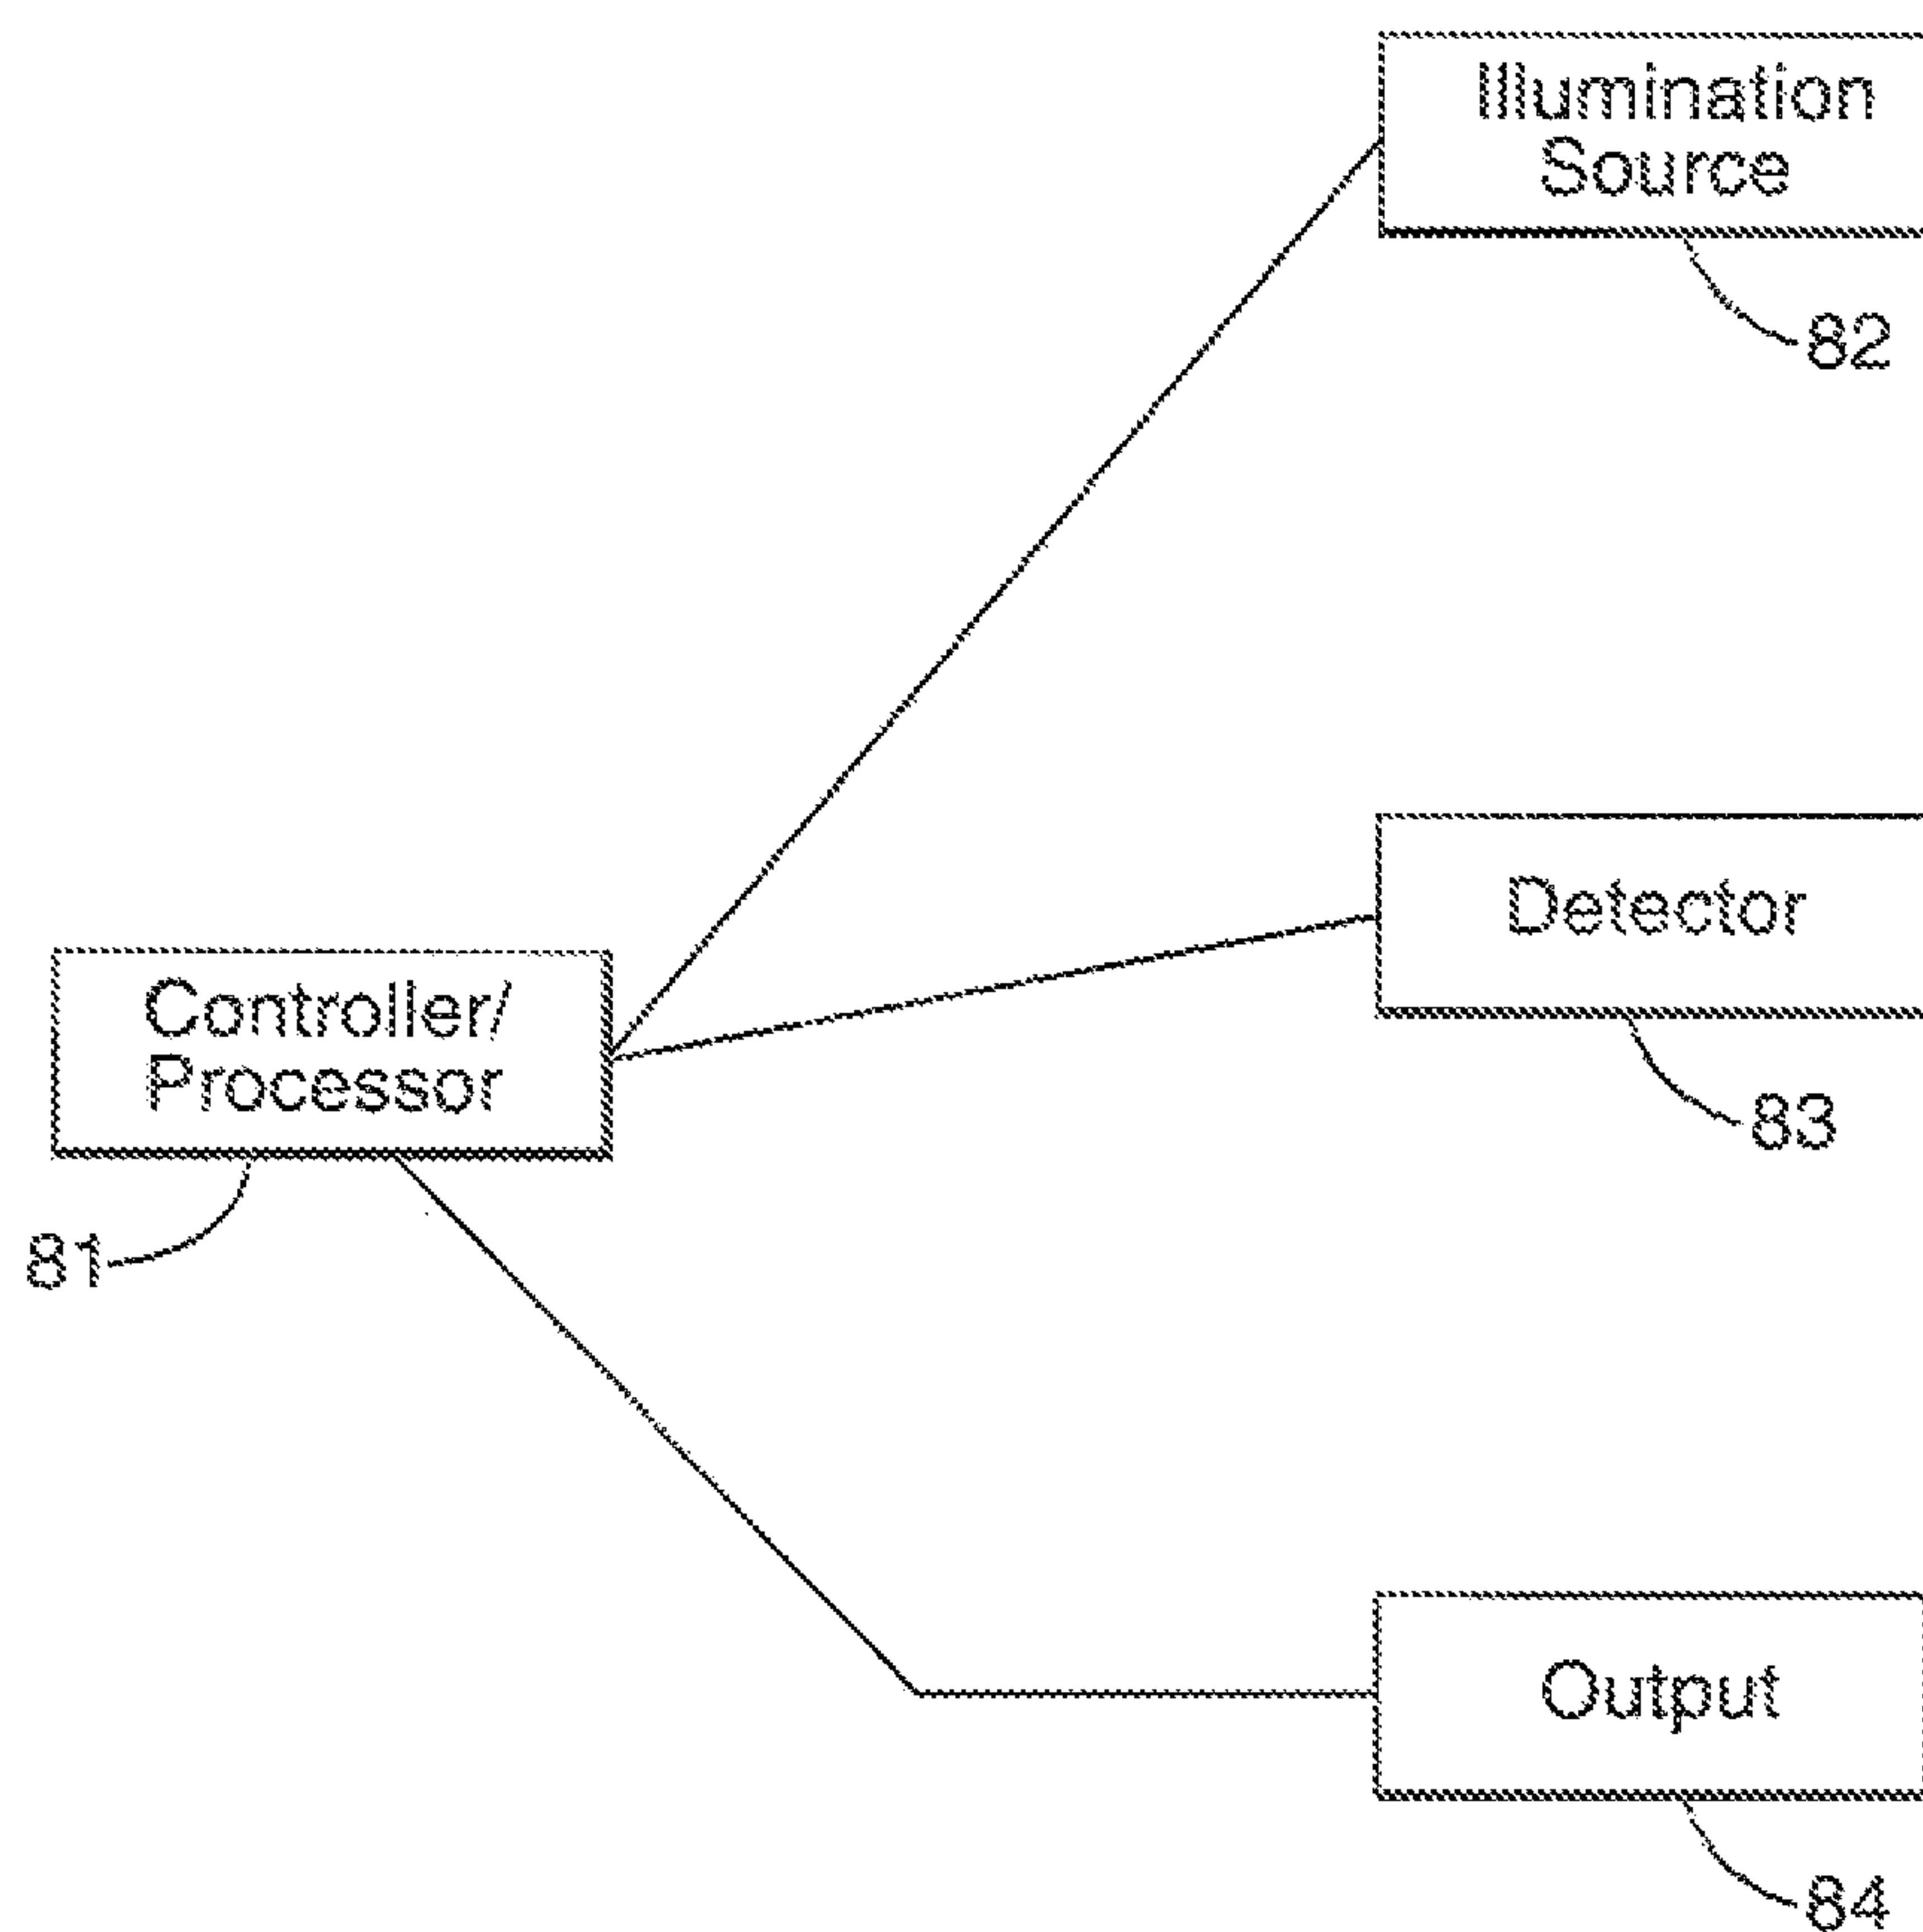 Illumination
Source
82
Detector
83
Controller/
Processor
81
Output
84